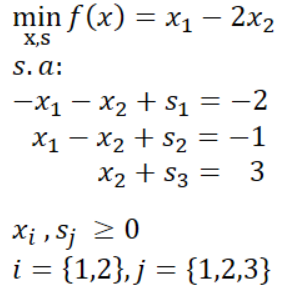 min f(x) = x₁ − 2x₂
x,s
s.a:
−x₁ − x₂ + s₁ = −2
x₁ − x₂ + s₂ = −1
x₂ + s₃ = 3
xᵢ , sⱼ ≥ 0
i = {1,2}, j = {1,2,3}